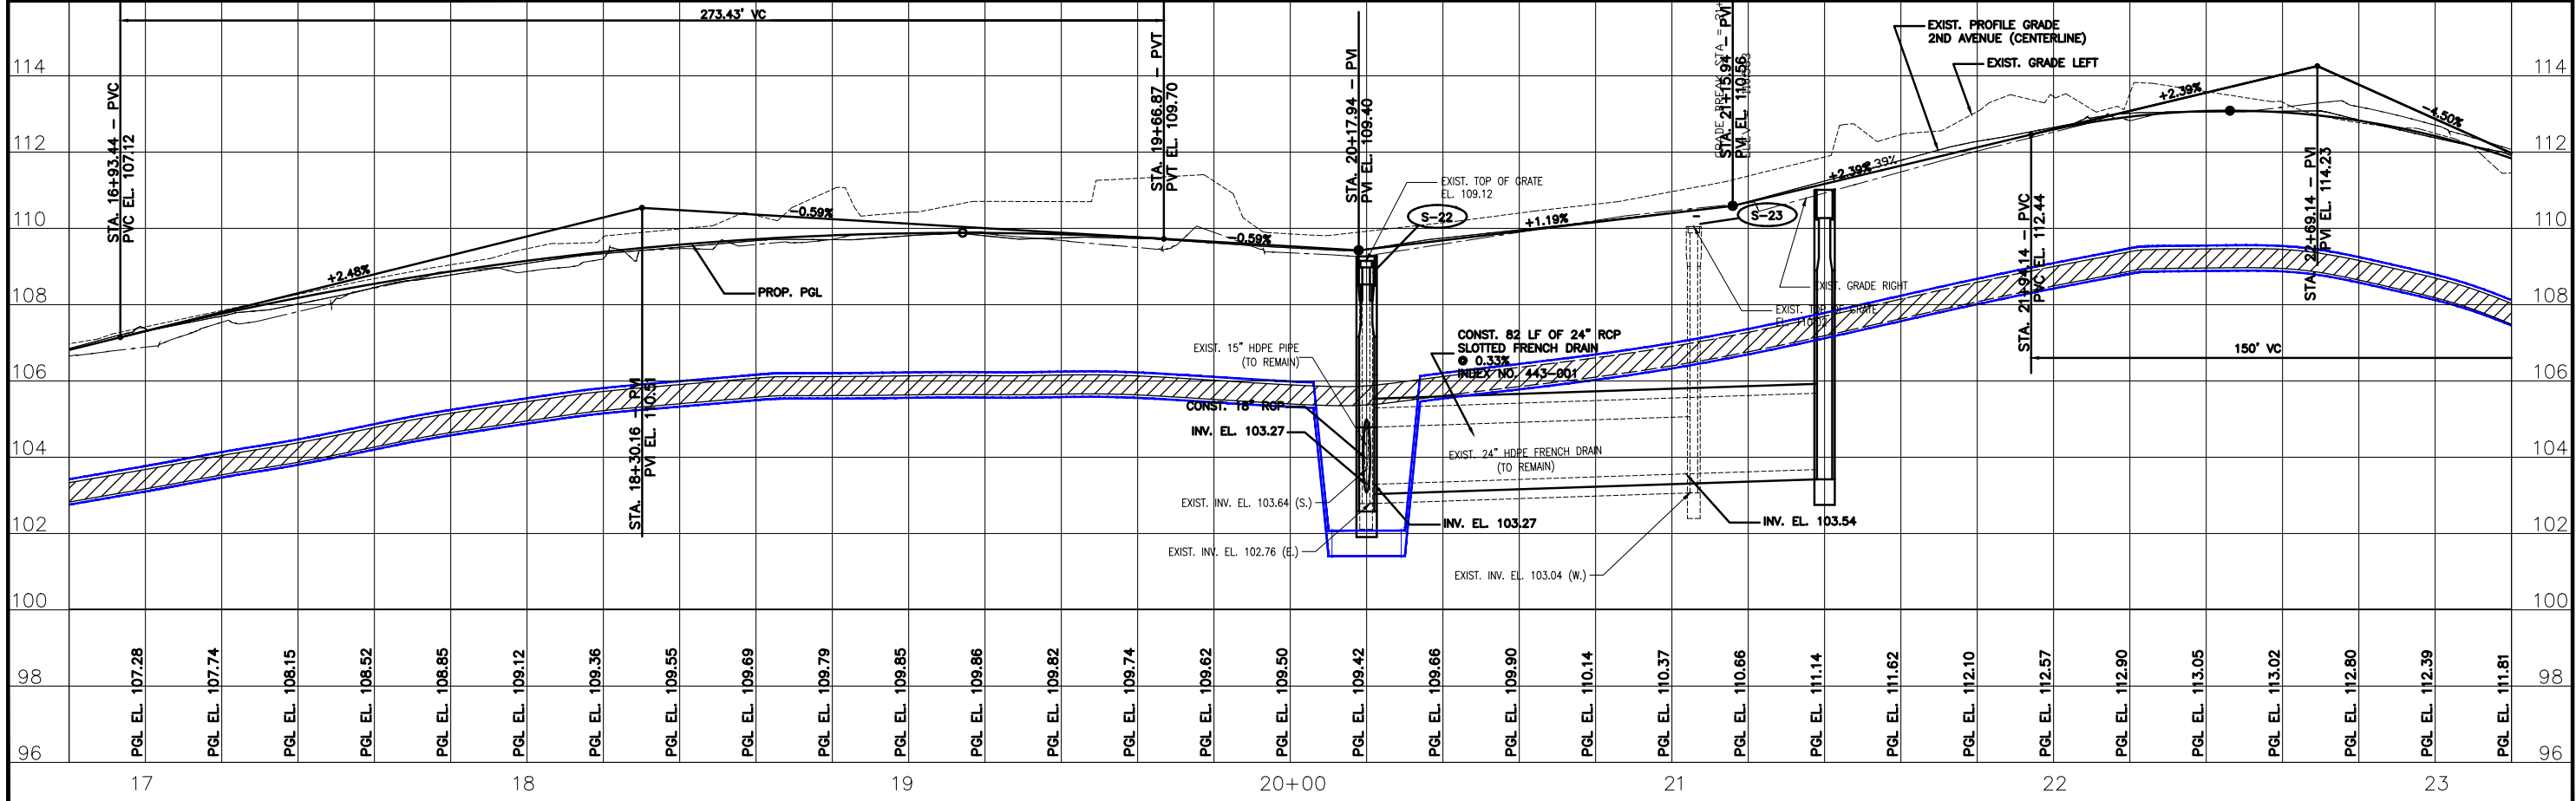 273.43' VC
114
112
110
108
106
104
102
100
98
96
STA. 16+93.44 – PVC
PVC EL. 107.12
+2.48%
STA. 18+30.16 – PVI
PVI EL. 110.51
-0.59%
PROP. PGL
STA. 19+66.87 – PVT
PVT EL. 109.70
-0.59%
STA. 20+17.94 – PVI
PVI EL. 109.40
EXIST. TOP OF GRATE
EL. 109.12
S-22
+1.19%
GRADE BREAK STA =
STA. 21+15.94 – PVI
PVI EL. 110.56
S-23
EXIST. PROFILE GRADE
2ND AVENUE (CENTERLINE)
EXIST. GRADE LEFT
+2.39%
EXIST. GRADE RIGHT
EXIST. TOP OF GRATE
EL. 110.02
EXIST. 15" HDPE PIPE
(TO REMAIN)
CONST. 82 LF OF 24" RCP
SLOTTED FRENCH DRAIN
@ 0.33%
INDEX NO. 443-001
CONST. 18" RCP
INV. EL. 103.27
EXIST. 24" HDPE FRENCH DRAIN
(TO REMAIN)
EXIST. INV. EL. 103.64 (S.)
INV. EL. 103.27
INV. EL. 103.54
EXIST. INV. EL. 102.76 (E.)
EXIST. INV. EL. 103.04 (W.)
STA. 21+94.14 – PVC
PVC EL. 112.44
+2.39%
-4.50%
STA. 22+69.14 – PVI
PVI EL. 114.23
150' VC
114
112
110
108
106
104
102
100
98
96
PGL EL. 107.28
PGL EL. 107.74
PGL EL. 108.15
PGL EL. 108.52
PGL EL. 108.85
PGL EL. 109.12
PGL EL. 109.36
PGL EL. 109.55
PGL EL. 109.69
PGL EL. 109.79
PGL EL. 109.85
PGL EL. 109.86
PGL EL. 109.82
PGL EL. 109.74
PGL EL. 109.62
PGL EL. 109.50
PGL EL. 109.42
PGL EL. 109.66
PGL EL. 109.90
PGL EL. 110.14
PGL EL. 110.37
PGL EL. 110.66
PGL EL. 111.14
PGL EL. 111.62
PGL EL. 112.10
PGL EL. 112.57
PGL EL. 112.90
PGL EL. 113.05
PGL EL. 113.02
PGL EL. 112.80
PGL EL. 112.39
PGL EL. 111.81
17
18
19
20+00
21
22
23